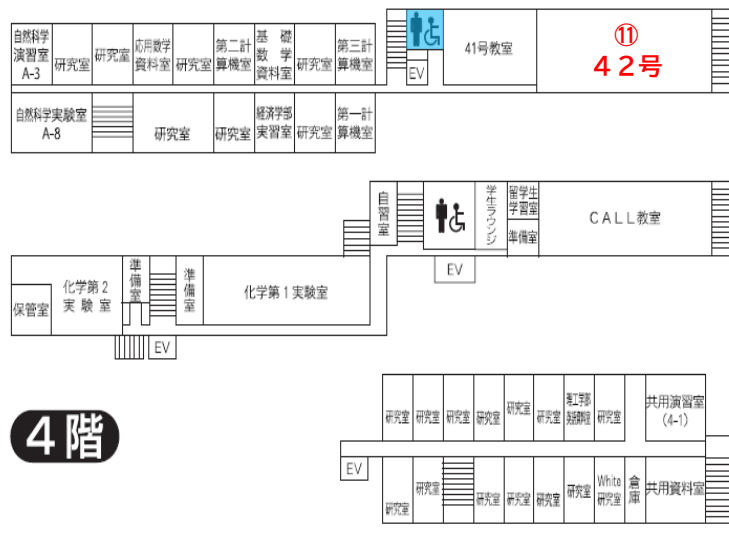 自然科学
演習室
A-3
研究室
研究室
応用数学
資料室
研究室
第二計
算機室
基礎
数学
資料室
研究室
第三計
算機室
EV
41号教室
⑪
42号
自然科学実験室
A-8
研究室
研究室
経済学部
実習室
研究室
第一計
算機室
自習室
学生ラウンジ
留学生
学習室
準備室
CALL教室
EV
保管室
化学第2
実験室
準備室
準備室
化学第1実験室
EV
4階
研究室
研究室
研究室
研究室
研究室
研究室
理工学部
研究室
共用演習室
(4-1)
EV
研究室
研究室
研究室
研究室
研究室
研究室
White
研究室
倉庫
共用資料室